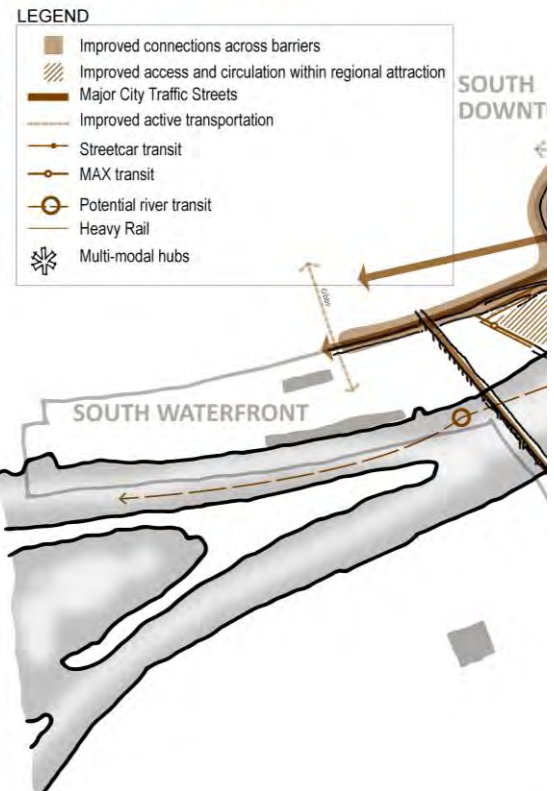 LEGEND
Improved connections across barriers
Improved access and circulation within regional attraction
Major City Traffic Streets
Improved active transportation
Streetcar transit
MAX transit
Potential river transit
Heavy Rail
Multi-modal hubs
SOUTH
DOWNT
Gibbs
SOUTH WATERFRONT